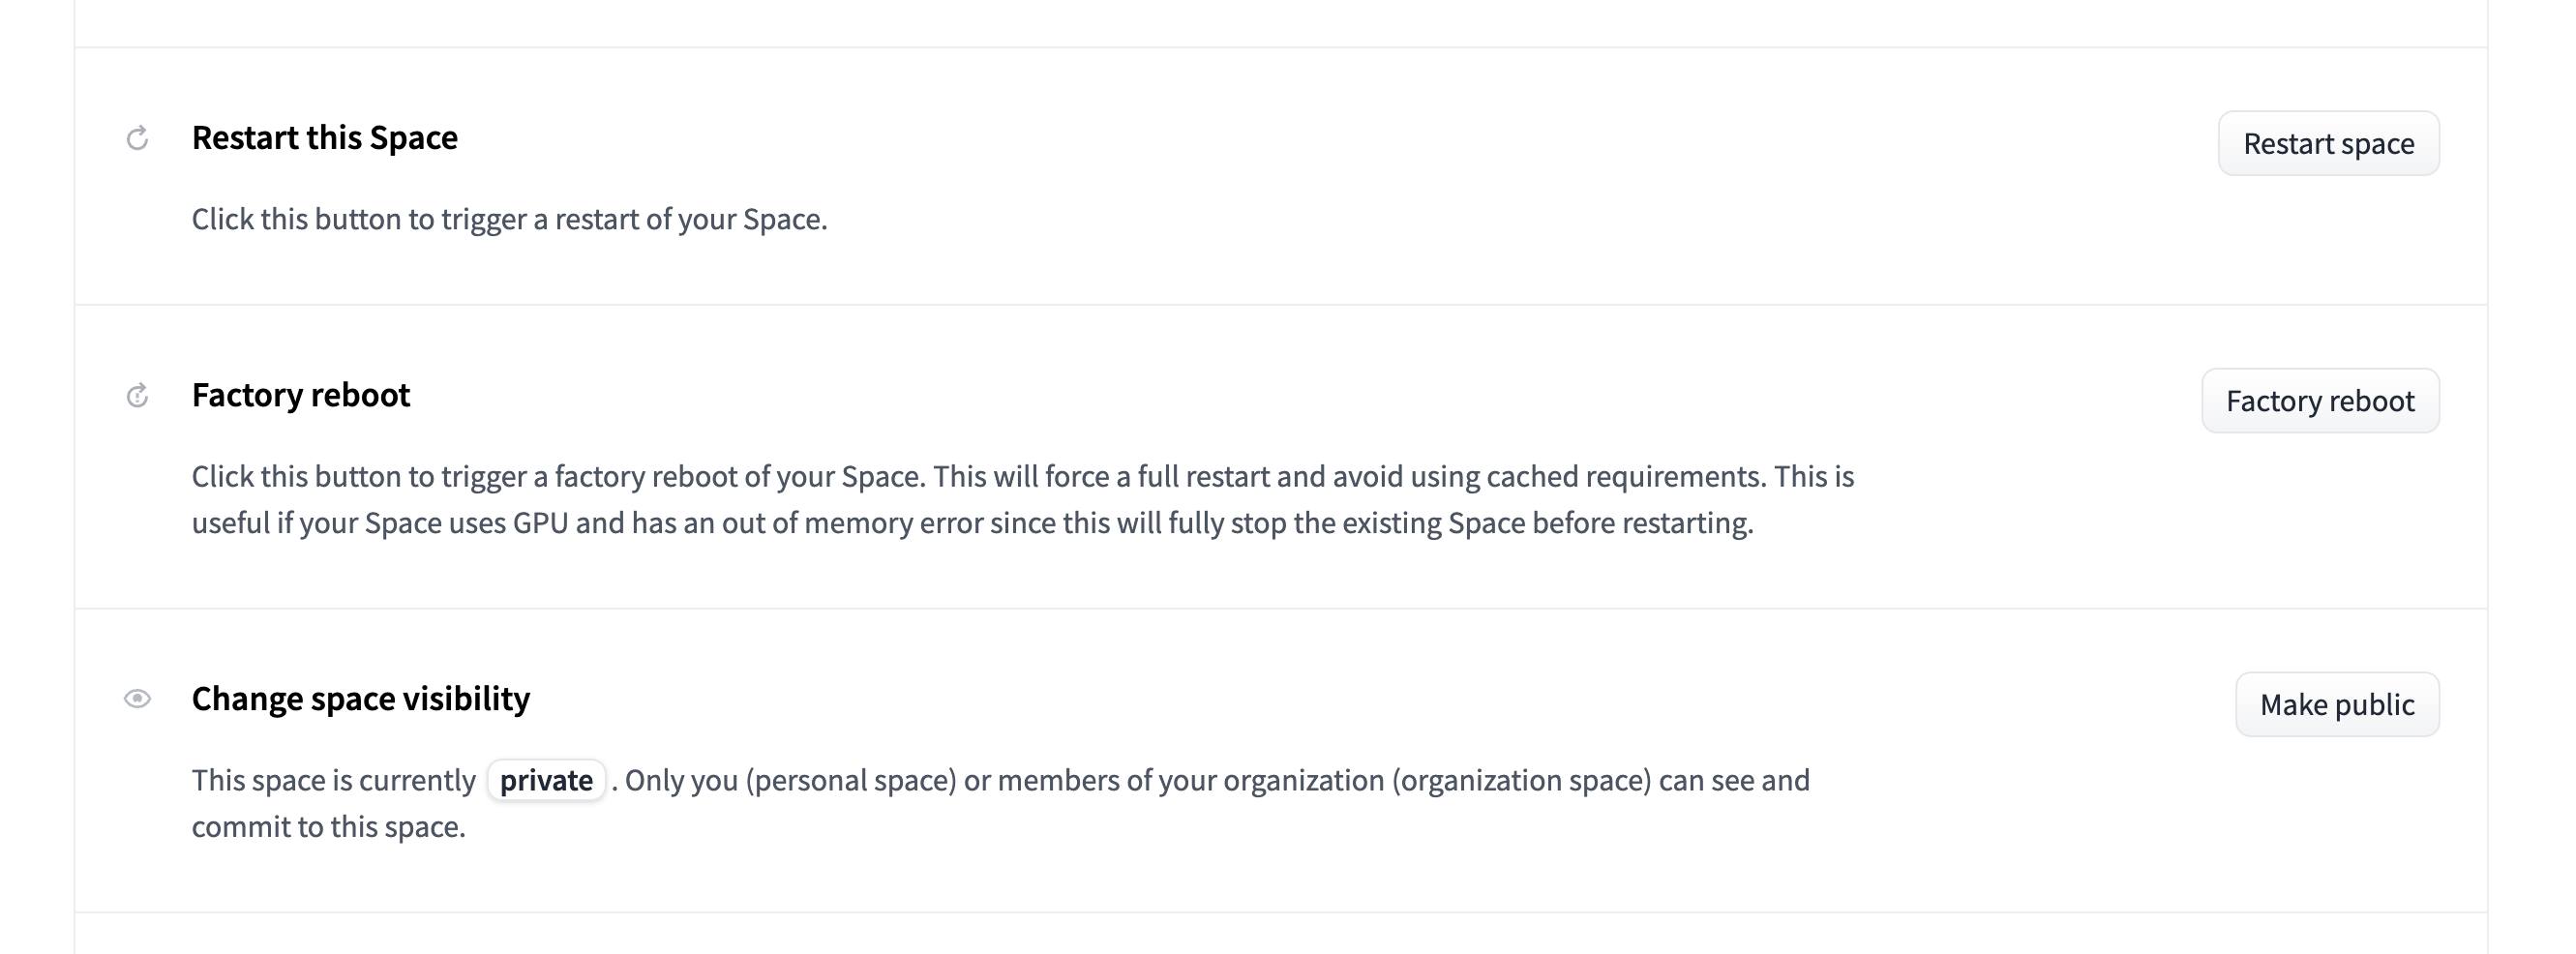 Restart this Space
Restart space
Click this button to trigger a restart of your Space.
Factory reboot
Factory reboot
Click this button to trigger a factory reboot of your Space. This will force a full restart and avoid using cached requirements. This is
useful if your Space uses GPU and has an out of memory error since this will fully stop the existing Space before restarting.
Change space visibility
Make public
This space is currently private . Only you (personal space) or members of your organization (organization space) can see and
commit to this space.